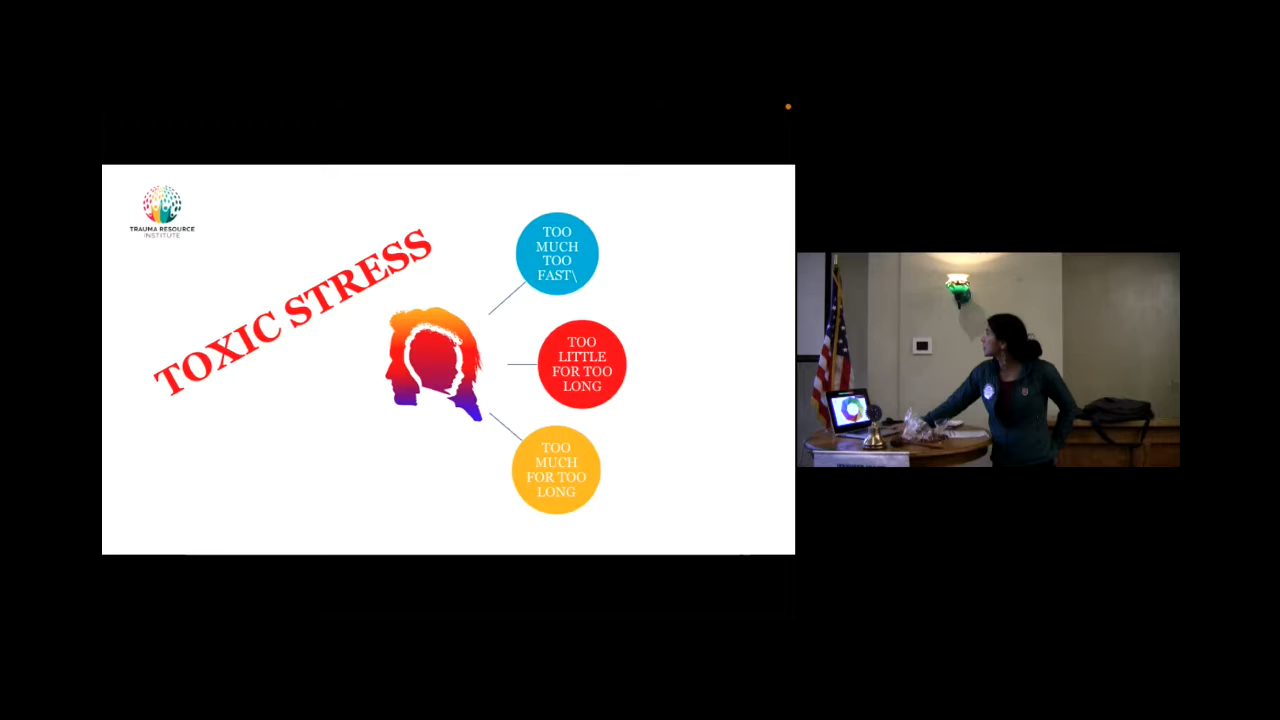 TRAUMA RESOURCE
INSTITUTE
TOXIC STRESS
TOO
MUCH
TOO
FAST\
TOO
LITTLE
FOR TOO
LONG
TOO
MUCH
FOR TOO
LONG